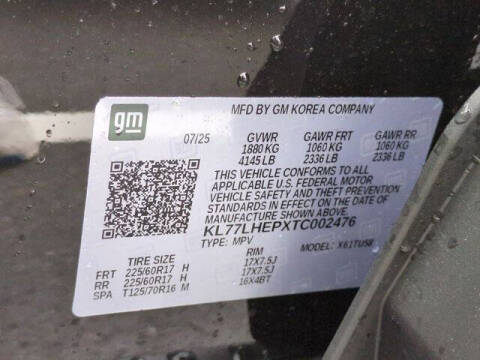 gm
MFD BY GM KOREA COMPANY
07/25 GVWR GAWR FRT GAWR RR
1880 KG 1060 KG 1060 KG
4145 LB 2336 LB 2336 LB
THIS VEHICLE CONFORMS TO ALL
APPLICABLE U.S. FEDERAL MOTOR
VEHICLE SAFETY AND THEFT PREVENTION
STANDARDS IN EFFECT ON THE DATE OF
MANUFACTURE SHOWN ABOVE.
KL77LHEPXTC002476
TYPE: MPV MODEL: X61TUSB
TIRE SIZE RIM
FRT 225/60R17 H 17X7.5J
RR 225/60R17 H 17X7.5J
SPA T125/70R16 M 16X4BT